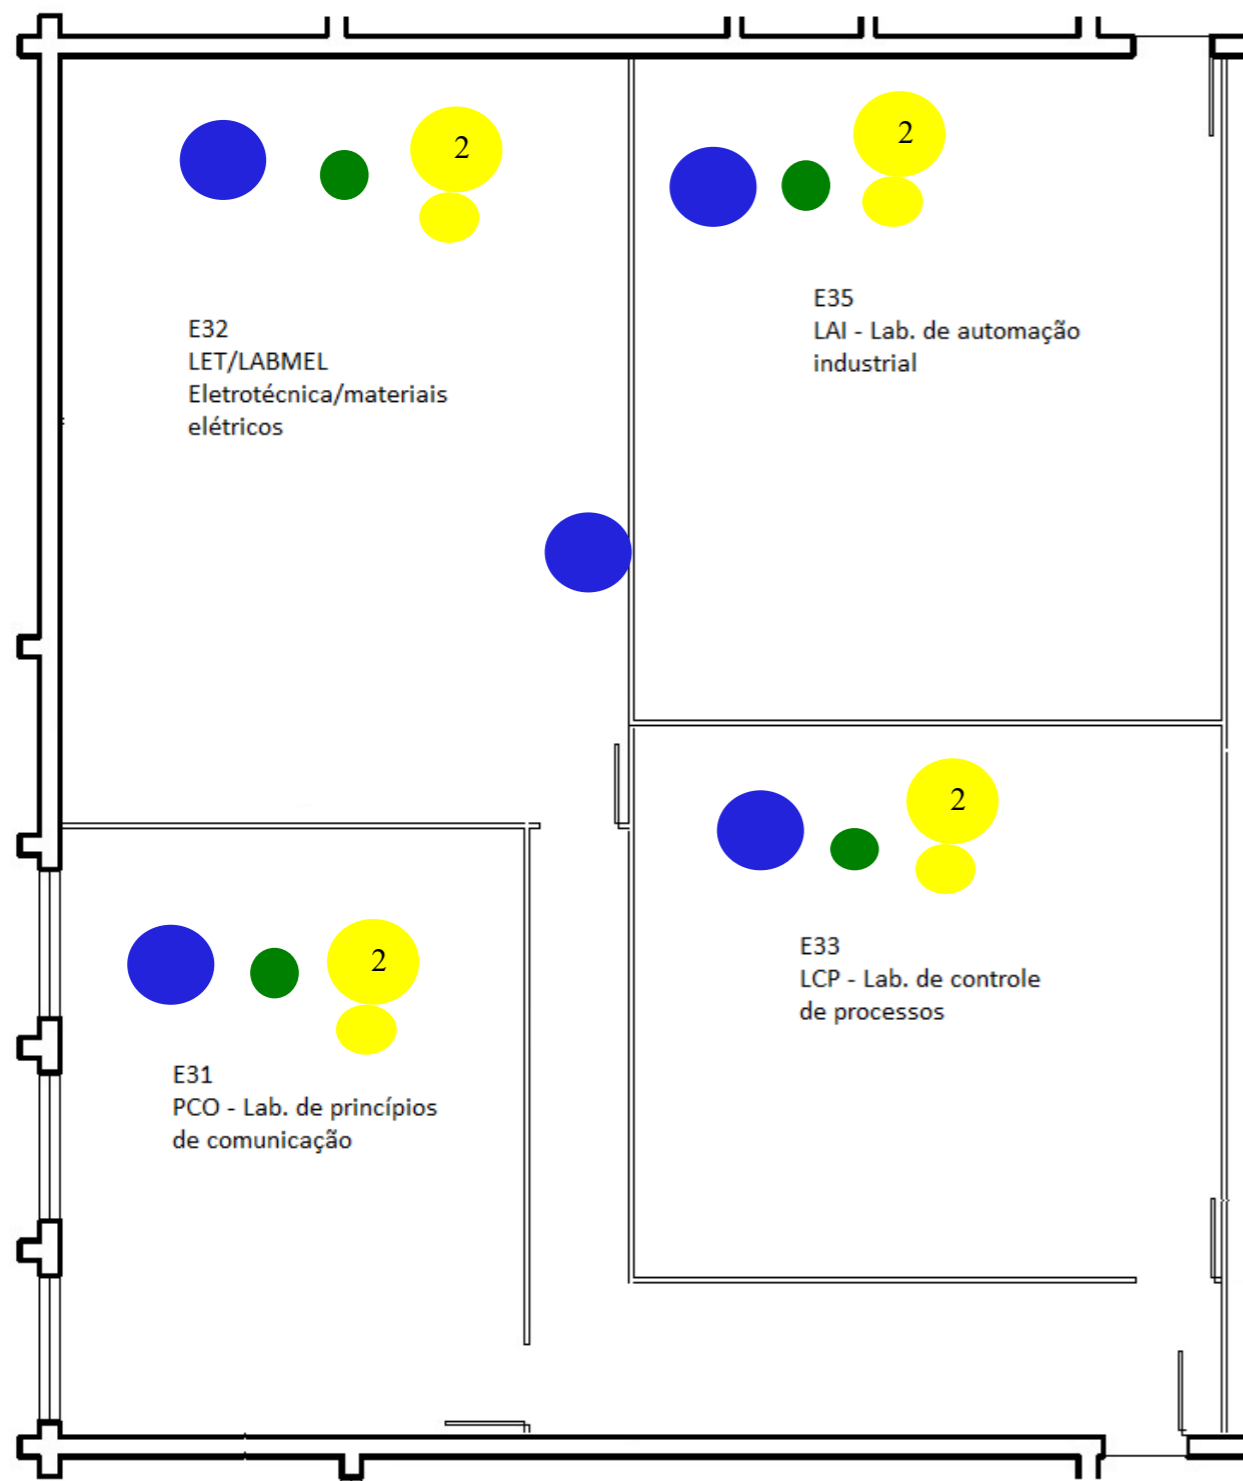 2
2
E35
LAI - Lab. de automação
industrial
E32
LET/LABMEL
Eletrotécnica/materiais
elétricos
2
E33
LCP - Lab. de controle
de processos
2
E31
PCO - Lab. de princípios
de comunicação